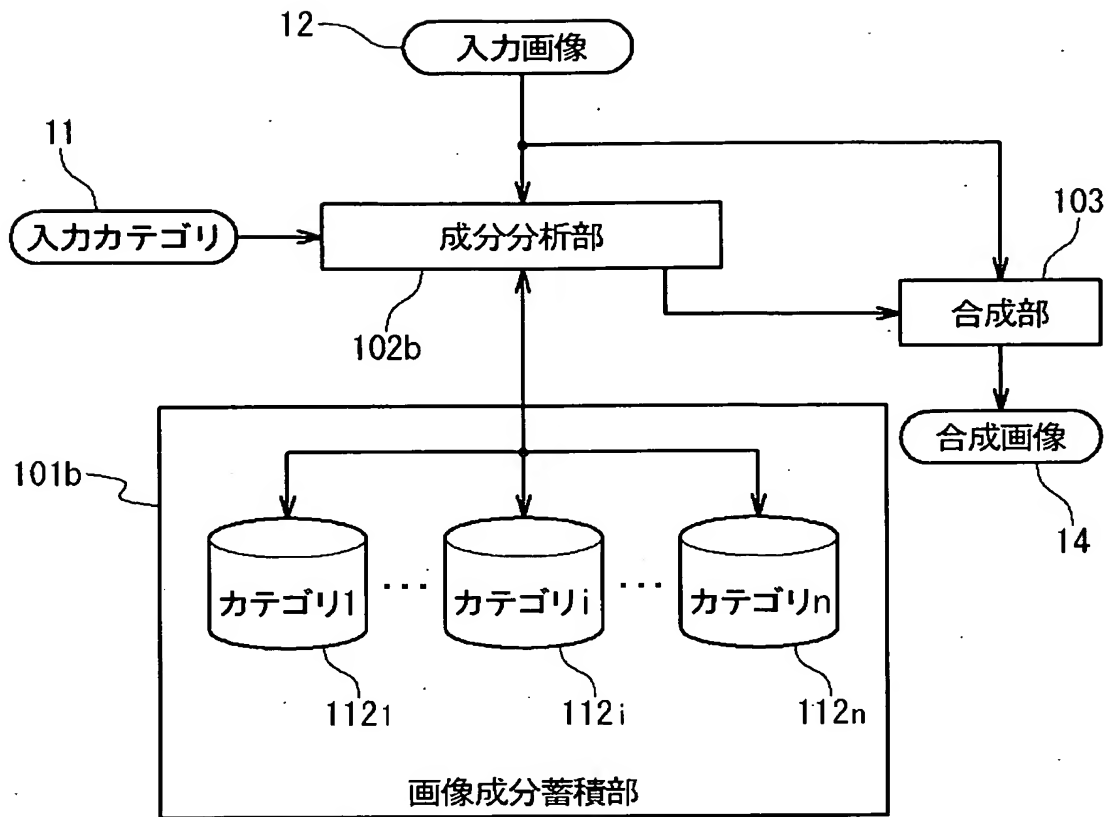 12
入力画像
11
入力カテゴリ
成分分析部
102b
103
合成部
合成画像
14
101b
カテゴリ1
...
カテゴリi
...
カテゴリn
1121
112i
112n
画像成分蓄積部